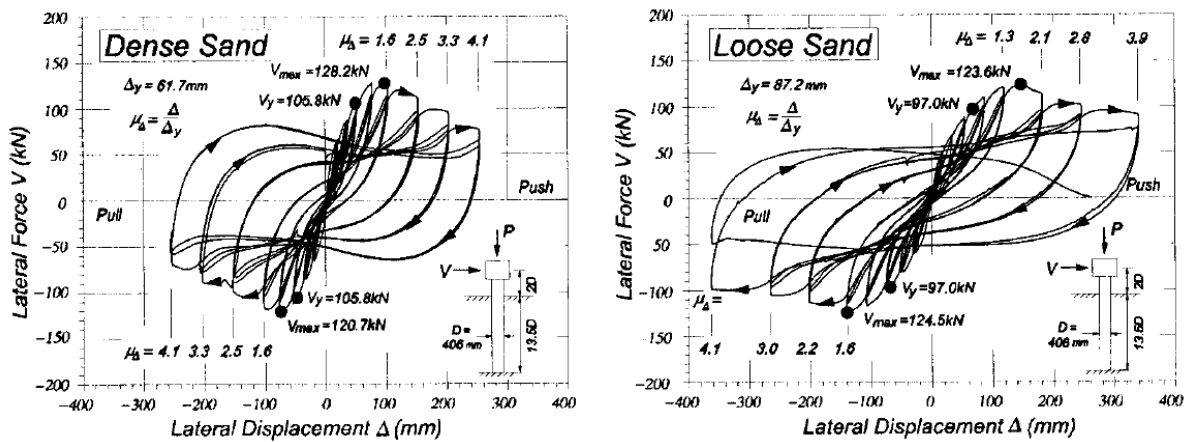 Dense Sand
μΔ = 1.6 2.5 3.3 4.1
Vmax=128.2kN
Δy = 61.7mm
Vy=105.8kN
μΔ = Δ/Δy
Push
Pull
P
V
2D
Vy=105.8kN
Vmax=120.7kN
D = 406 mm
13.5D
μΔ = 4.1 3.3 2.5 1.6
200
150
100
50
0
-50
-100
-150
-200
-400 -300 -200 -100 0 100 200 300 400
Lateral Force V (kN)
Lateral Displacement Δ (mm)
Loose Sand
μΔ = 1.3 2.1 2.8 3.9
Vmax=123.6kN
Δy = 87.2mm
Vy=97.0kN
μΔ = Δ/Δy
Push
Pull
P
V
2D
Vy=97.0kN
μΔ =
Vmax=124.5kN
D = 406 mm
13.5D
4.1 3.0 2.2 1.6
200
150
100
50
0
-50
-100
-150
-200
-400 -300 -200 -100 0 100 200 300 400
Lateral Force V (kN)
Lateral Displacement Δ (mm)